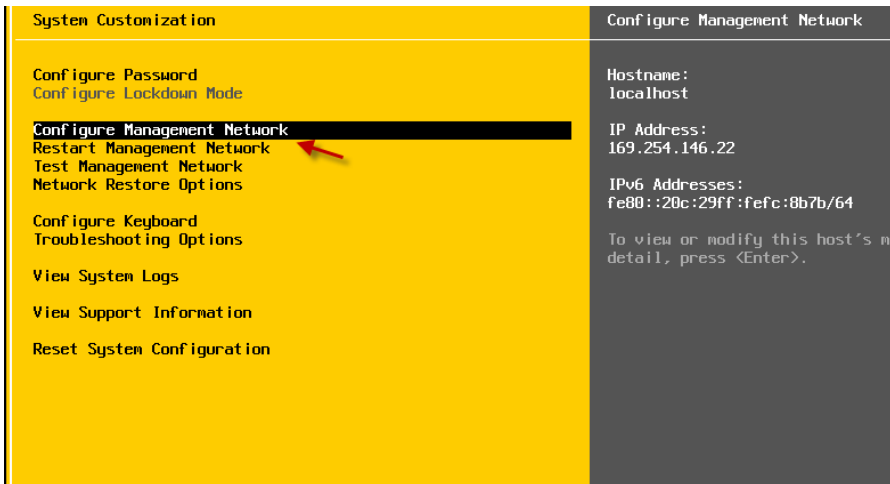 System Customization
Configure Password
Configure Lockdown Mode
Configure Management Network
Restart Management Network
Test Management Network
Network Restore Options
Configure Keyboard
Troubleshooting Options
View System Logs
View Support Information
Reset System Configuration
Configure Management Network
Hostname:
localhost
IP Address:
169.254.146.22
IPv6 Addresses:
fe80::20c:29ff:fefc:8b7b/64
To view or modify this host's m
detail, press <Enter>.